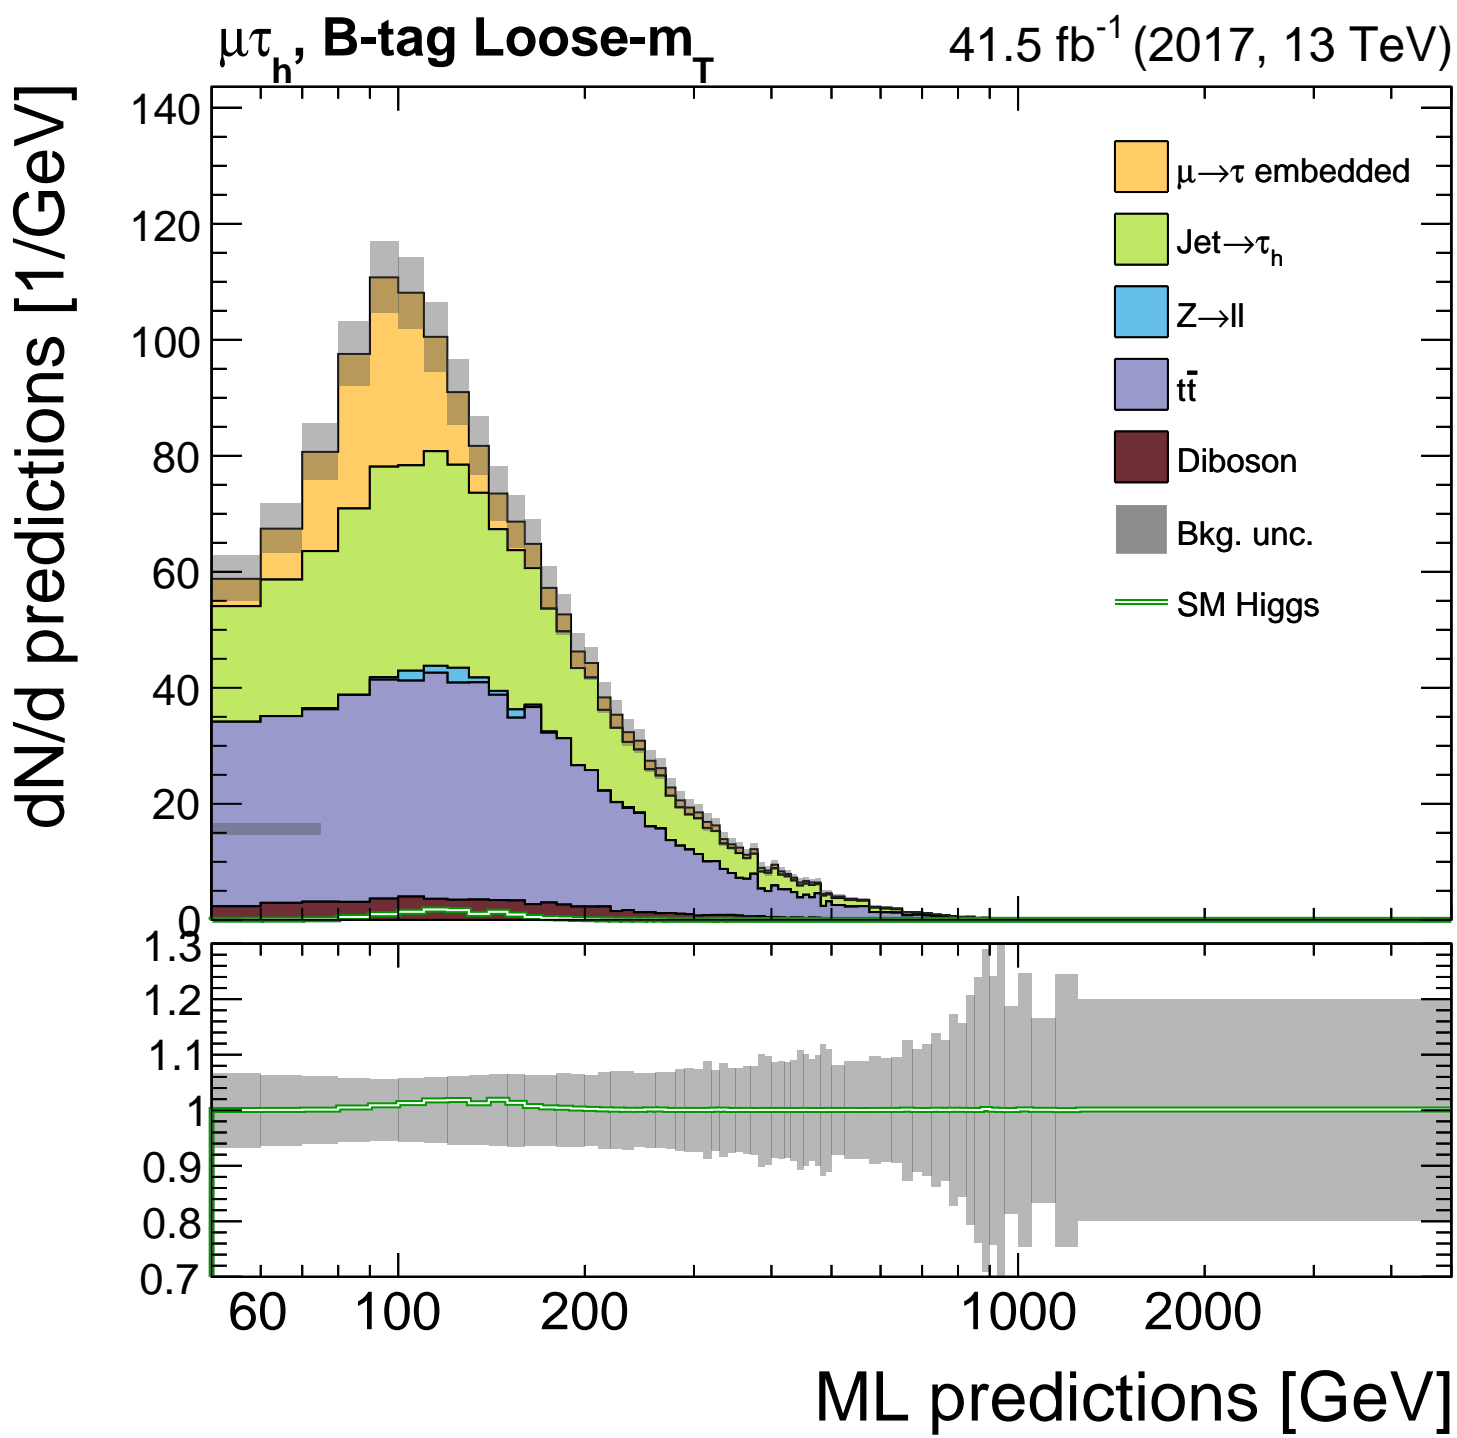 μτh, B-tag Loose-mT
41.5 fb-1 (2017, 13 TeV)
dN/d predictions [1/GeV]
140
120
100
80
60
40
20
0
μ→τ embedded
Jet→τh
Z→ll
tt̄
Diboson
Bkg. unc.
SM Higgs
1.3
1.2
1.1
1
0.9
0.8
0.7
60 100 200 1000 2000
ML predictions [GeV]